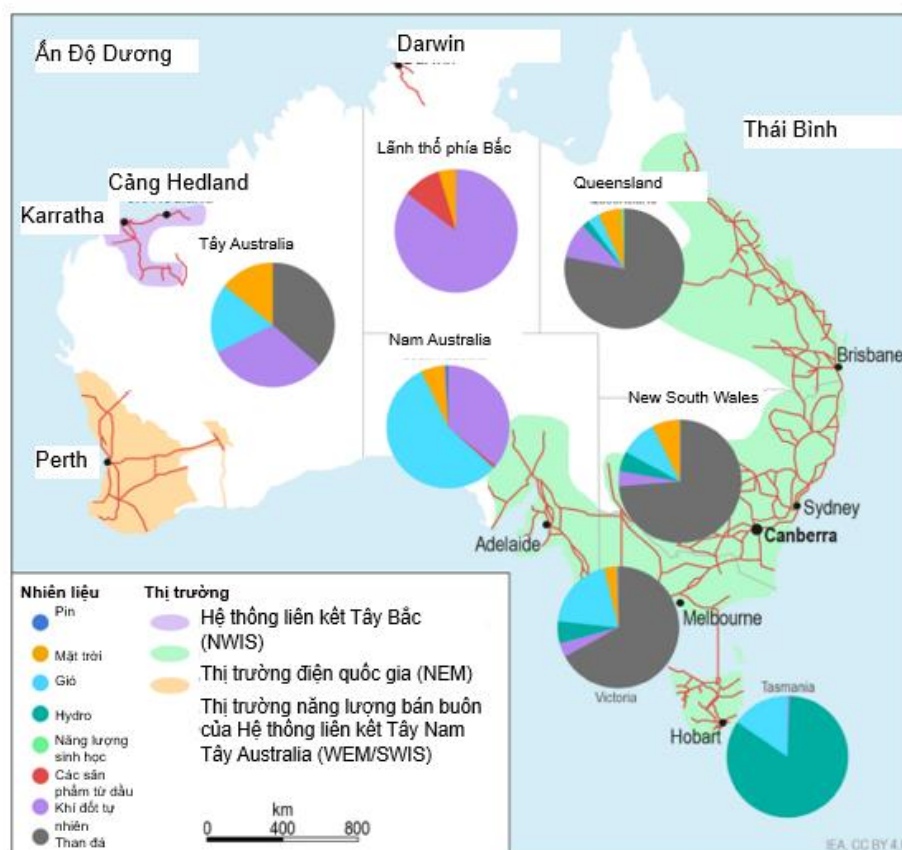 Ấn Độ Dương
Darwin
Thái Bình
Lãnh thổ phía Bắc
Cảng Hedland
Queensland
Karratha
Tây Australia
Nam Australia
Brisbane
New South Wales
Perth
Sydney
Canberra
Adelaide
Melbourne
Victoria
Tasmania
Hobart
Nhiên liệu
Pin
Mặt trời
Gió
Hydro
Năng lượng
sinh học
Các sản
phẩm từ dầu
Khí đốt tự
nhiên
Than đá
Thị trường
Hệ thống liên kết Tây Bắc
(NWIS)
Thị trường điện quốc gia (NEM)
Thị trường năng lượng bán buôn
của Hệ thống liên kết Tây Nam
Tây Australia (WEM/SWIS)
km
0 400 800
IEA. CC BY 4